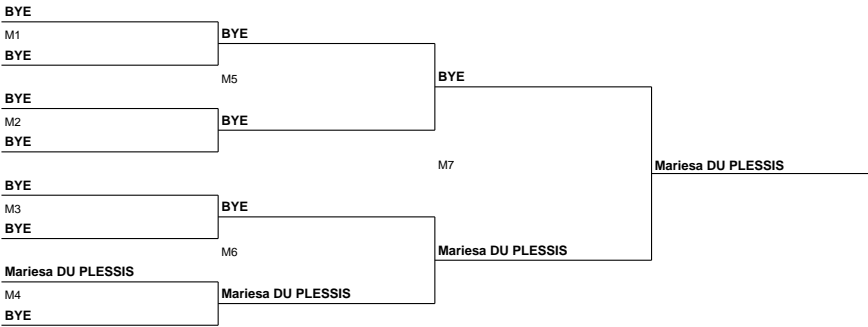 BYE
M1
BYE
BYE
M5
BYE
M2
BYE
BYE
BYE
M7
Mariesa DU PLESSIS
BYE
M3
BYE
BYE
M6
Mariesa DU PLESSIS
Mariesa DU PLESSIS
M4
BYE
Mariesa DU PLESSIS